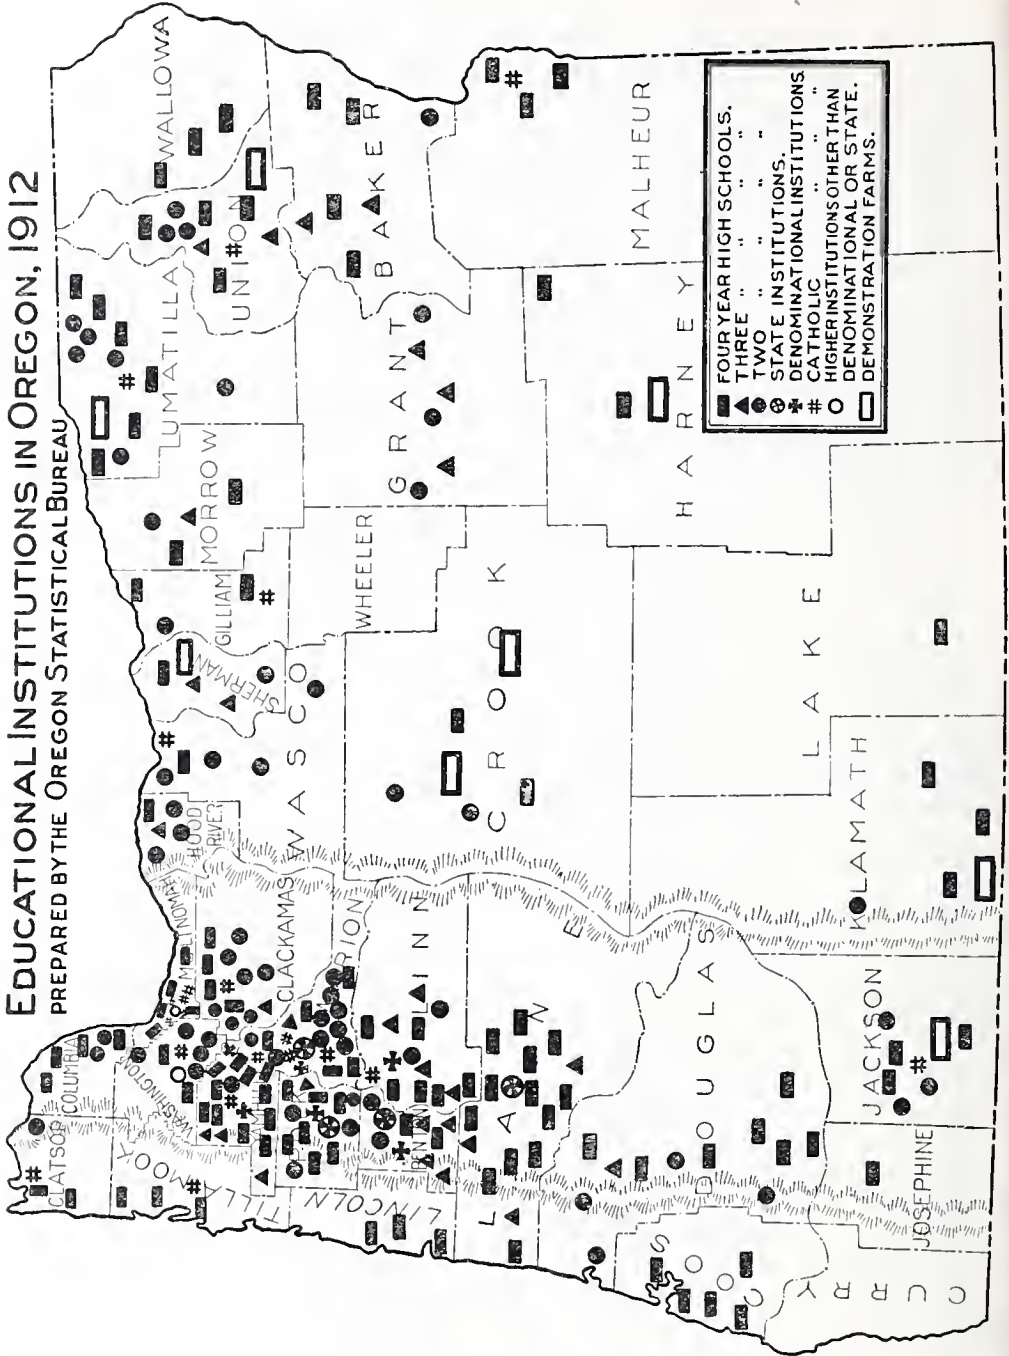 EDUCATIONAL INSTITUTIONS IN OREGON, 1912
PREPARED BY THE OREGON STATISTICAL BUREAU
CLATSOP
COLUMBIA
WASHINGTON
TILLAMOOK
MULTNOMAH
HOOD
RIVER
CLACKAMAS
YAMHILL
POLK
MARION
LINCOLN
BENTON
LINN
LANE
WASCO
SHERMAN
GILLIAM
MORROW
UMATILLA
UNION
WALLOWA
BAKER
GRANT
WHEELER
CROOK
MALHEUR
HARNEY
LAKE
KLAMATH
DOUGLAS
JACKSON
JOSEPHINE
COOS
CURRY
FOUR YEAR HIGH SCHOOLS.
THREE " " "
TWO " " "
STATE INSTITUTIONS.
DENOMINATIONAL INSTITUTIONS
CATHOLIC " "
HIGHER INSTITUTIONS OTHER THAN
DENOMINATIONAL OR STATE.
DEMONSTRATION FARMS.